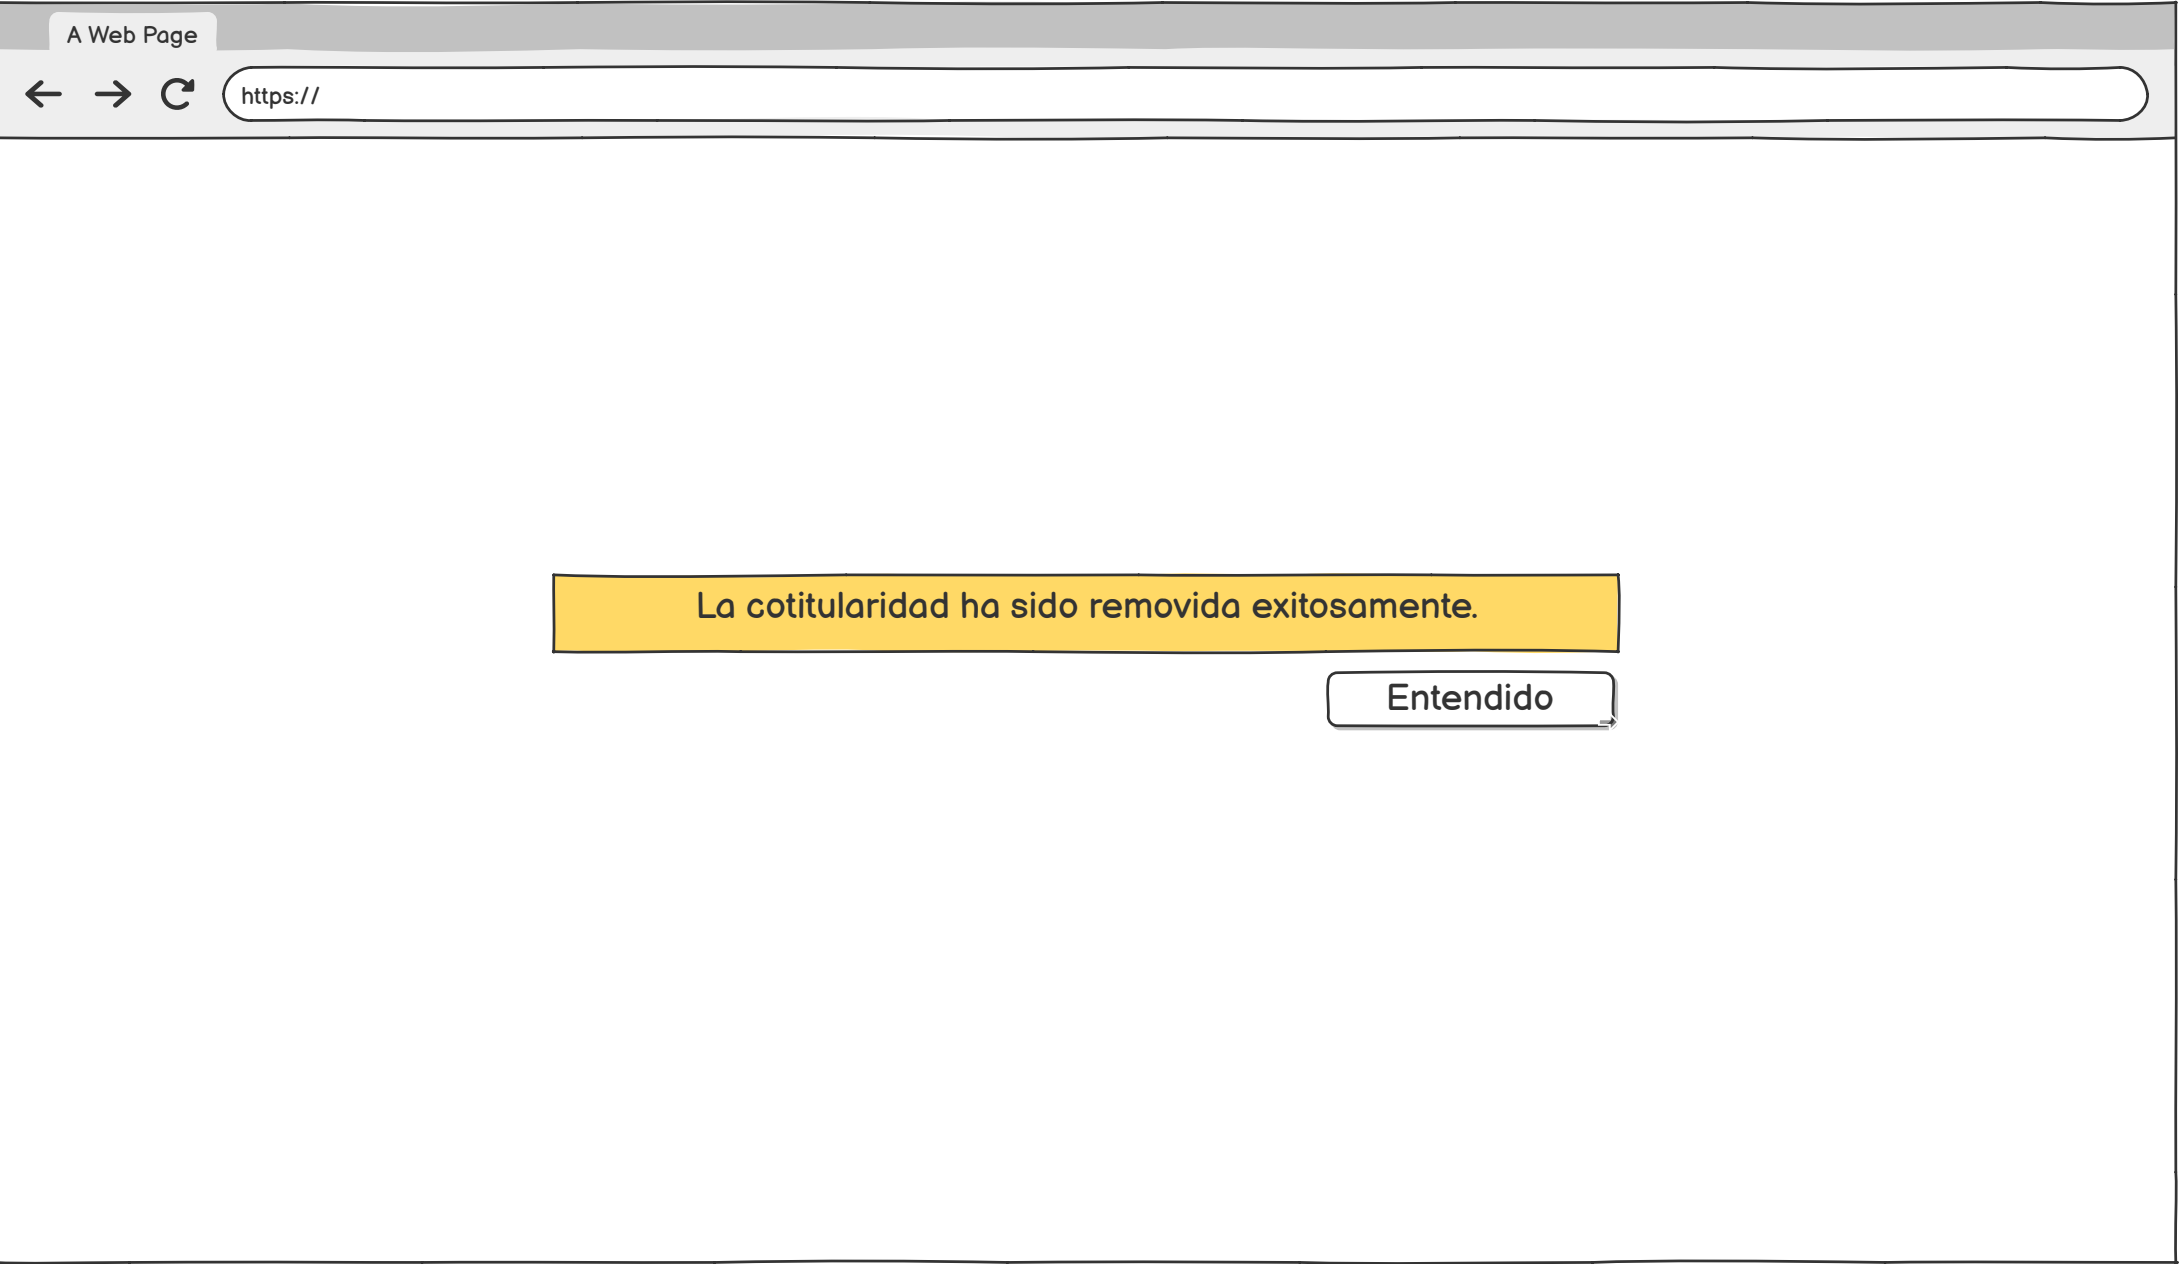 A Web Page
https://
La cotitularidad ha sido removida exitosamente.
Entendido